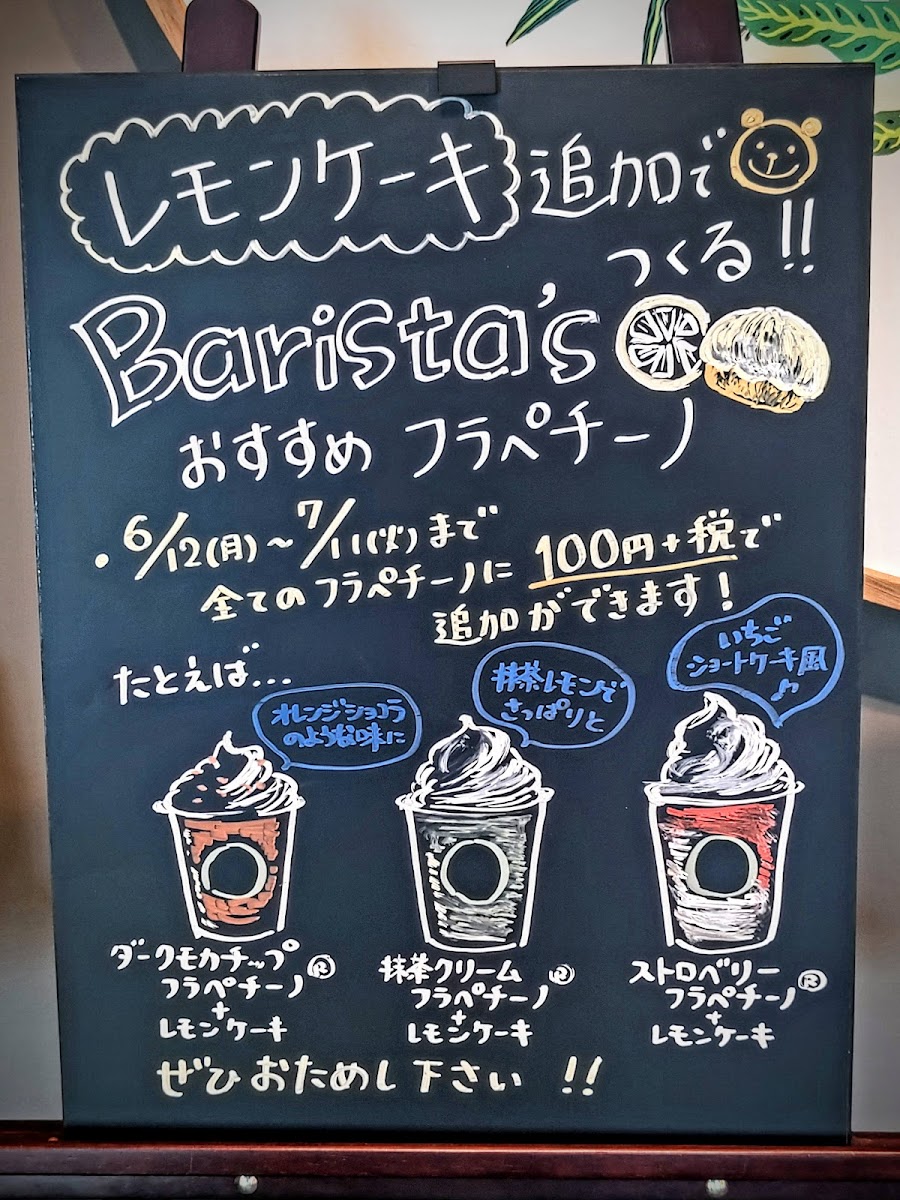 レモンケーキ 追加で
つくる!!
Barista's
おすすめ フラペチーノ
・6/12(月)~7/11(火)まで
全てのフラペチーノに 100円+税で
追加ができます!
たとえば...
オレンジショコラ
のような味に
抹茶レモンで
さっぱりと
いちご
ショートケーキ風
♪
ダークモカチップ
フラペチーノ®
+
レモンケーキ
抹茶クリーム
フラペチーノ®
+
レモンケーキ
ストロベリー
フラペチーノ®
+
レモンケーキ
ぜひおためし下さい !!